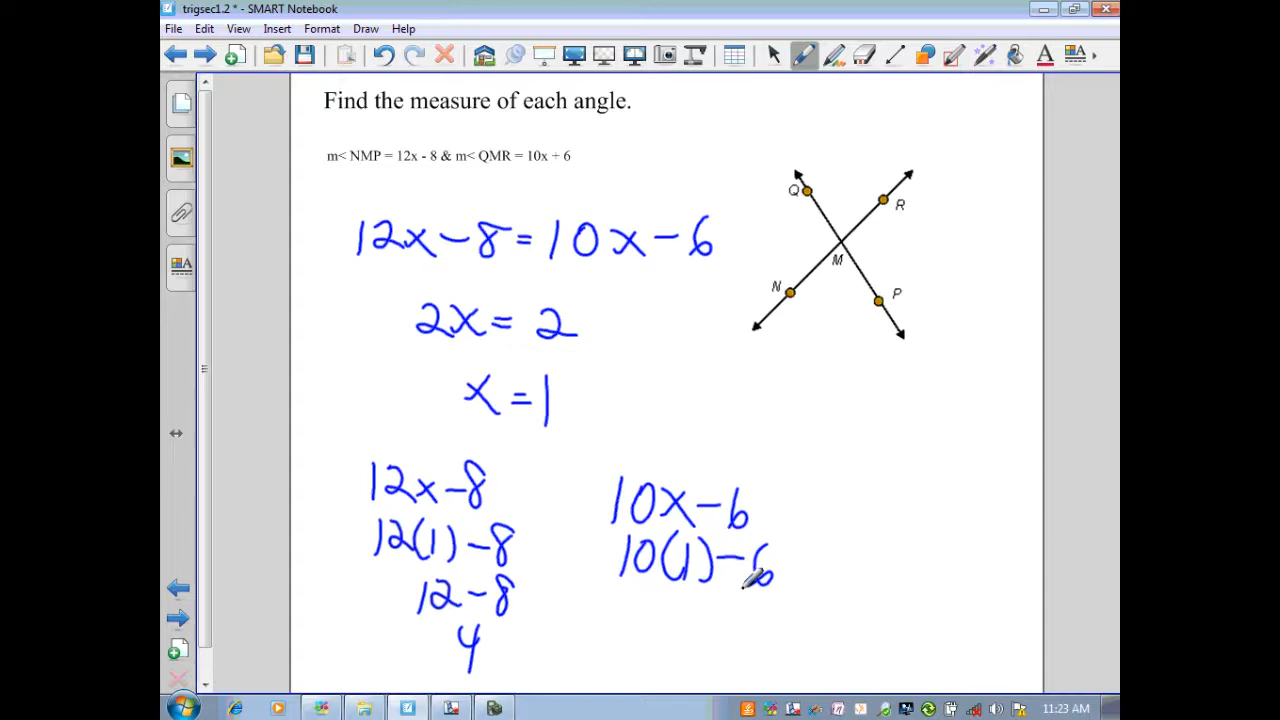 trigsec1.2 * - SMART Notebook
File Edit View Insert Format Draw Help
Find the measure of each angle.
m< NMP = 12x - 8 & m< QMR = 10x + 6
Q
R
M
N
P
12x-8=10x-6
2x=2
x=1
12x-8
12(1)-8
12-8
4
10x-6
10(1)-6
11:23 AM